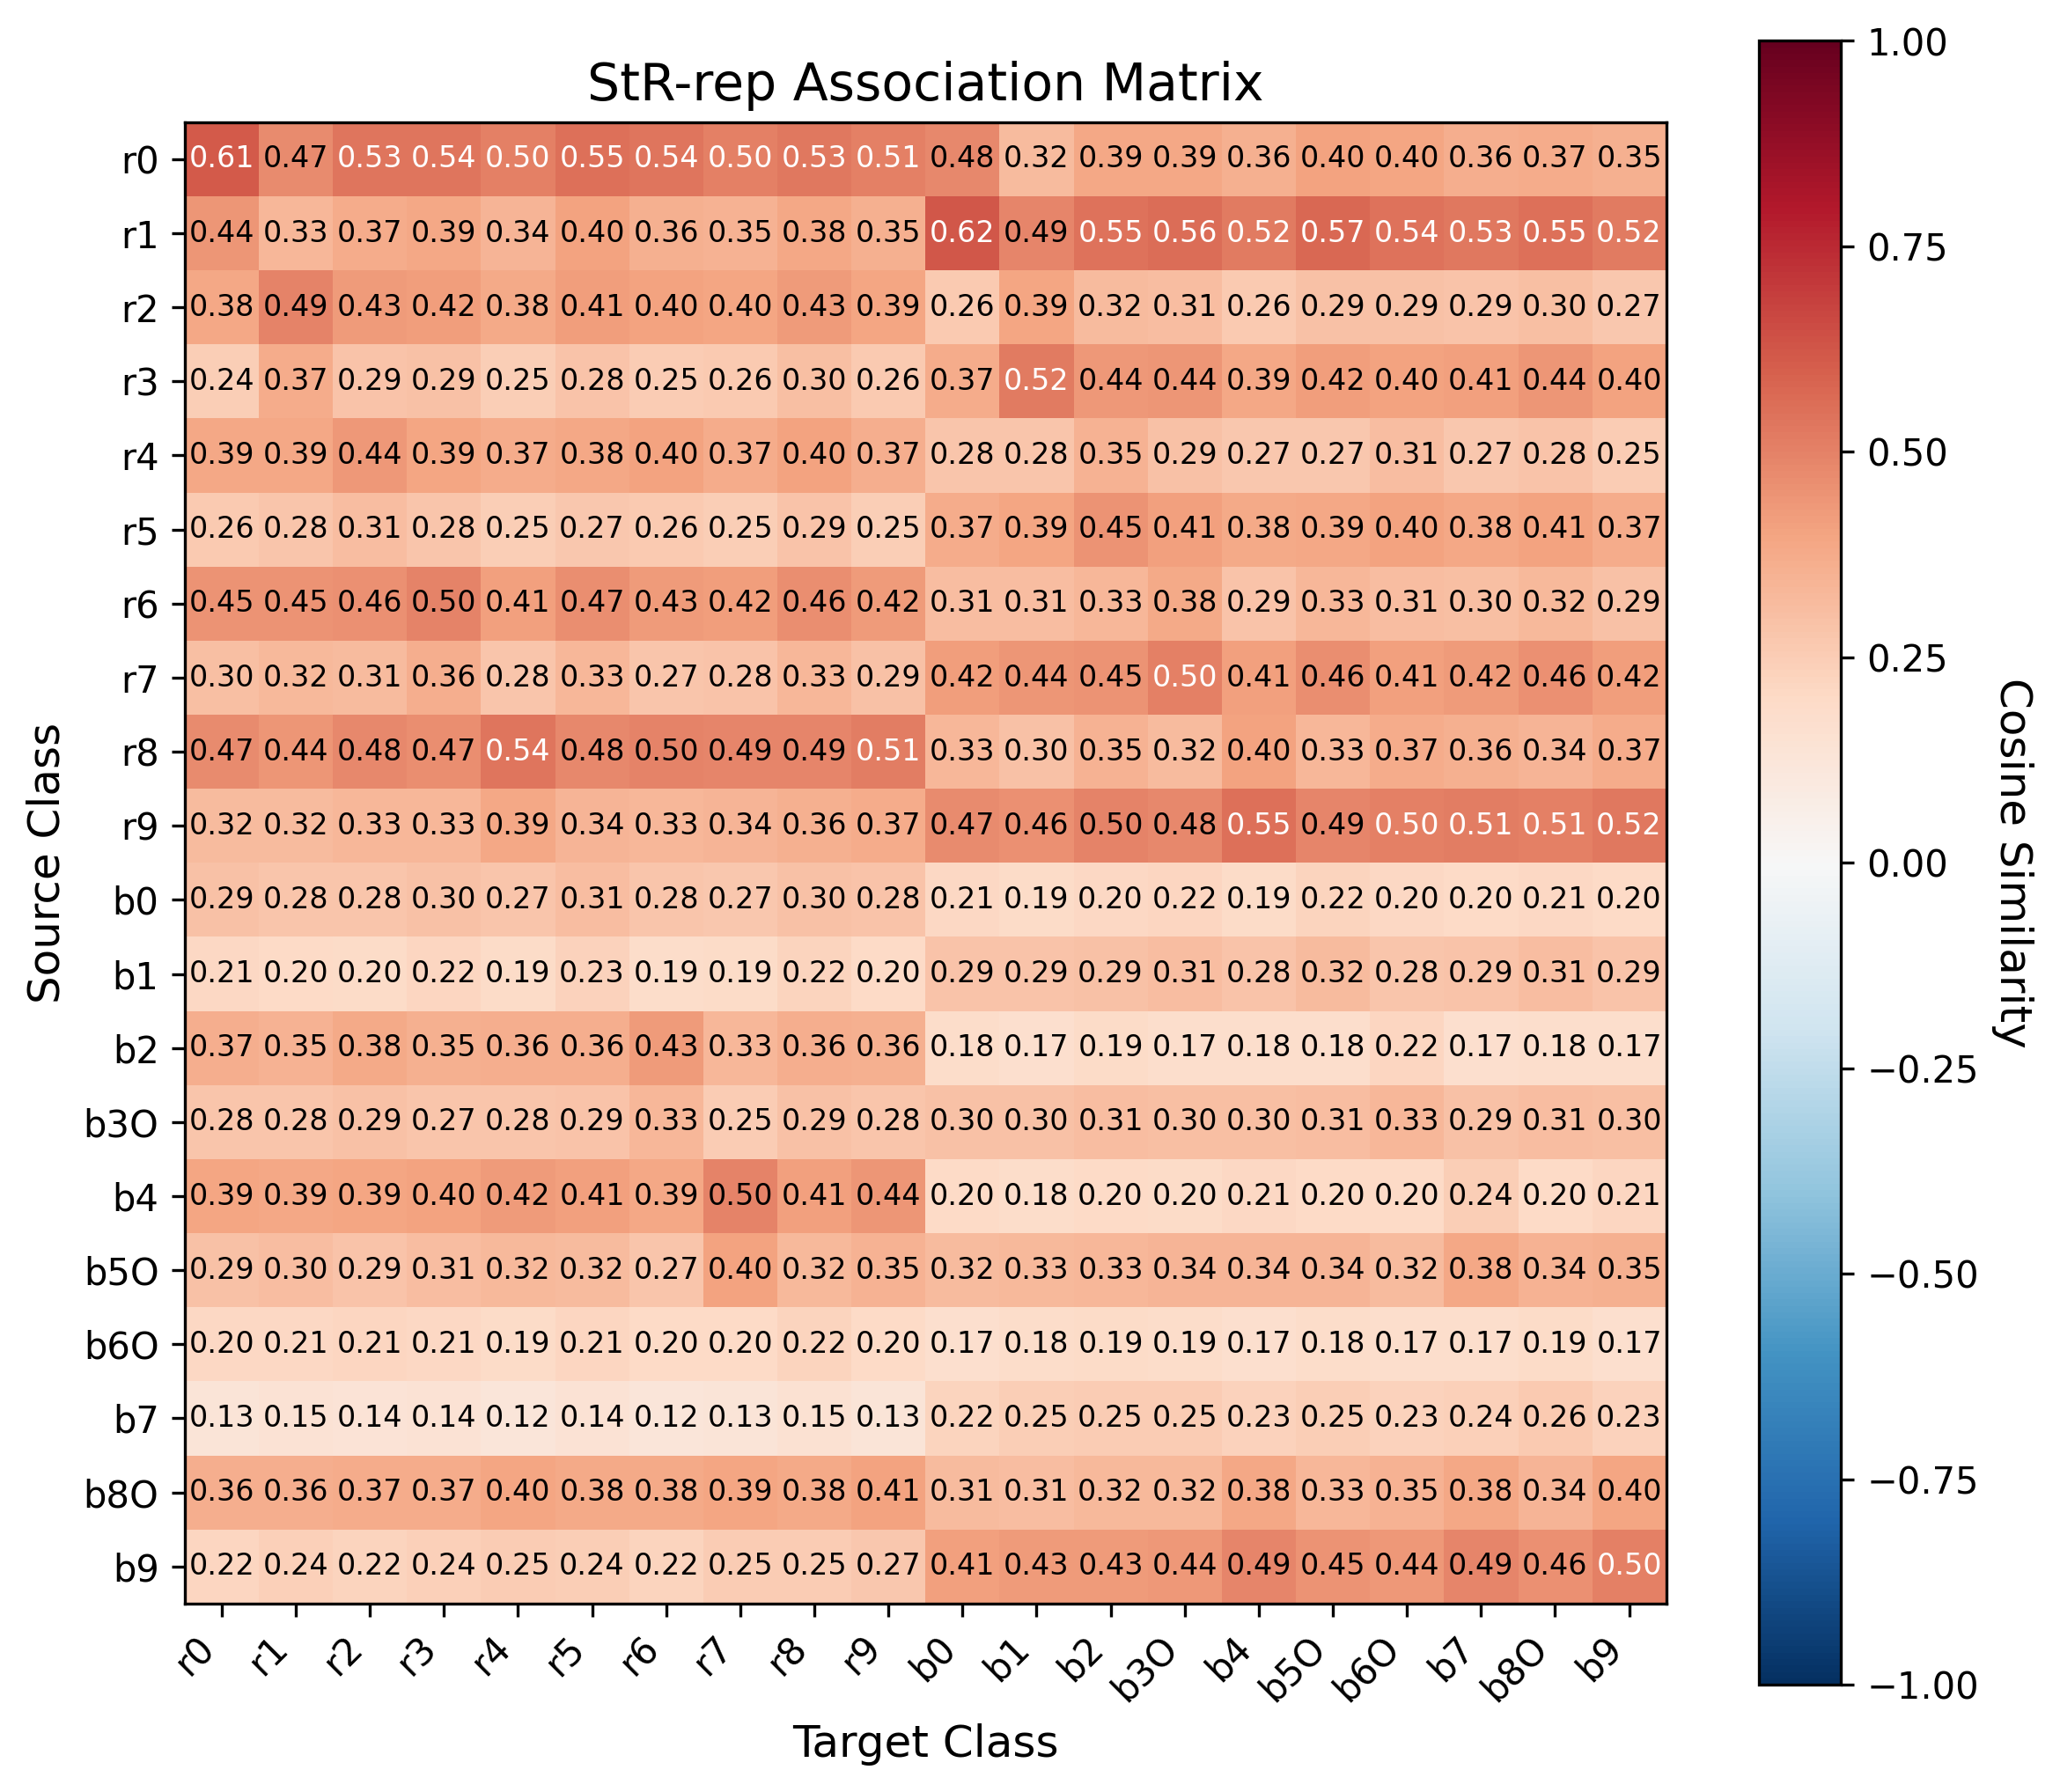 StR-rep Association Matrix
r0 0.61 0.47 0.53 0.54 0.50 0.55 0.54 0.50 0.53 0.51 0.48 0.32 0.39 0.39 0.36 0.40 0.40 0.36 0.37 0.35
r1 0.44 0.33 0.37 0.39 0.34 0.40 0.36 0.35 0.38 0.35 0.62 0.49 0.55 0.56 0.52 0.57 0.54 0.53 0.55 0.52
r2 0.38 0.49 0.43 0.42 0.38 0.41 0.40 0.40 0.43 0.39 0.26 0.39 0.32 0.31 0.26 0.29 0.29 0.29 0.30 0.27
r3 0.24 0.37 0.29 0.29 0.25 0.28 0.25 0.26 0.30 0.26 0.37 0.52 0.44 0.44 0.39 0.42 0.40 0.41 0.44 0.40
r4 0.39 0.39 0.44 0.39 0.37 0.38 0.40 0.37 0.40 0.37 0.28 0.28 0.35 0.29 0.27 0.27 0.31 0.27 0.28 0.25
r5 0.26 0.28 0.31 0.28 0.25 0.27 0.26 0.25 0.29 0.25 0.37 0.39 0.45 0.41 0.38 0.39 0.40 0.38 0.41 0.37
r6 0.45 0.45 0.46 0.50 0.41 0.47 0.43 0.42 0.46 0.42 0.31 0.31 0.33 0.38 0.29 0.33 0.31 0.30 0.32 0.29
r7 0.30 0.32 0.31 0.36 0.28 0.33 0.27 0.28 0.33 0.29 0.42 0.44 0.45 0.50 0.41 0.46 0.41 0.42 0.46 0.42
r8 0.47 0.44 0.48 0.47 0.54 0.48 0.50 0.49 0.49 0.51 0.33 0.30 0.35 0.32 0.40 0.33 0.37 0.36 0.34 0.37
r9 0.32 0.32 0.33 0.33 0.39 0.34 0.33 0.34 0.36 0.37 0.47 0.46 0.50 0.48 0.55 0.49 0.50 0.51 0.51 0.52
b0 0.29 0.28 0.28 0.30 0.27 0.31 0.28 0.27 0.30 0.28 0.21 0.19 0.20 0.22 0.19 0.22 0.20 0.20 0.21 0.20
b1 0.21 0.20 0.20 0.22 0.19 0.23 0.19 0.19 0.22 0.20 0.29 0.29 0.29 0.31 0.28 0.32 0.28 0.29 0.31 0.29
b2 0.37 0.35 0.38 0.35 0.36 0.36 0.43 0.33 0.36 0.36 0.18 0.17 0.19 0.17 0.18 0.18 0.22 0.17 0.18 0.17
b3O 0.28 0.28 0.29 0.27 0.28 0.29 0.33 0.25 0.29 0.28 0.30 0.30 0.31 0.30 0.30 0.31 0.33 0.29 0.31 0.30
b4 0.39 0.39 0.39 0.40 0.42 0.41 0.39 0.50 0.41 0.44 0.20 0.18 0.20 0.20 0.21 0.20 0.20 0.24 0.20 0.21
b5O 0.29 0.30 0.29 0.31 0.32 0.32 0.27 0.40 0.32 0.35 0.32 0.33 0.33 0.34 0.34 0.34 0.32 0.38 0.34 0.35
b6O 0.20 0.21 0.21 0.21 0.19 0.21 0.20 0.20 0.22 0.20 0.17 0.18 0.19 0.19 0.17 0.18 0.17 0.17 0.19 0.17
b7 0.13 0.15 0.14 0.14 0.12 0.14 0.12 0.13 0.15 0.13 0.22 0.25 0.25 0.25 0.23 0.25 0.23 0.24 0.26 0.23
b8O 0.36 0.36 0.37 0.37 0.40 0.38 0.38 0.39 0.38 0.41 0.31 0.31 0.32 0.32 0.38 0.33 0.35 0.38 0.34 0.40
b9 0.22 0.24 0.22 0.24 0.25 0.24 0.22 0.25 0.25 0.27 0.41 0.43 0.43 0.44 0.49 0.45 0.44 0.49 0.46 0.50
r0 r1 r2 r3 r4 r5 r6 r7 r8 r9 b0 b1 b2 b3O b4 b5O b6O b7 b8O b9
Target Class
Source Class
1.00
0.75
0.50
0.25
0.00
−0.25
−0.50
−0.75
−1.00
Cosine Similarity